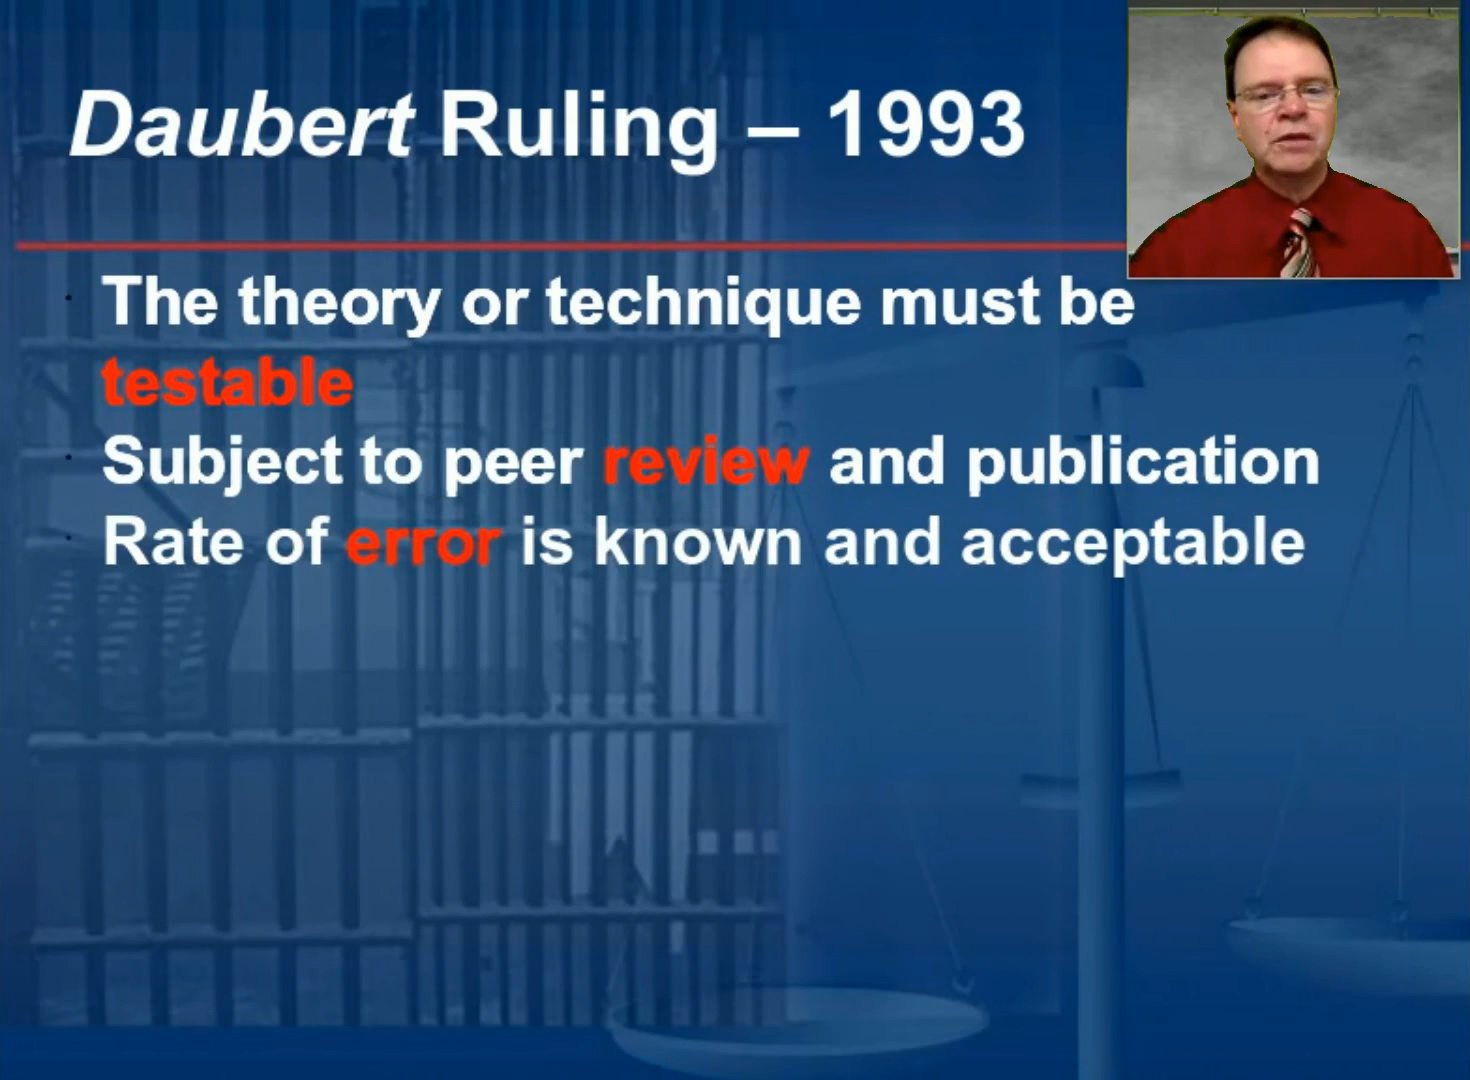 Daubert Ruling – 1993
The theory or technique must be
testable
Subject to peer review and publication
Rate of error is known and acceptable